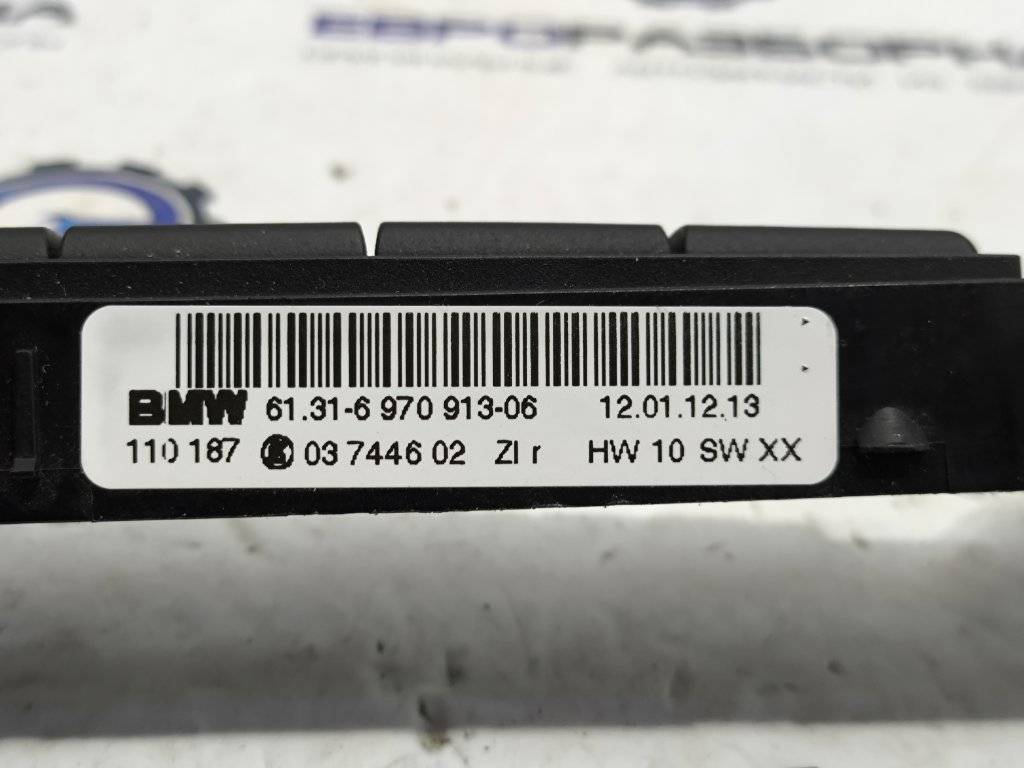 ЕВРОРАЗБОРКА
BMW 61.31-6 970 913-06 12.01.12.13
110 187 03 7446 02 ZI r HW 10 SW XX